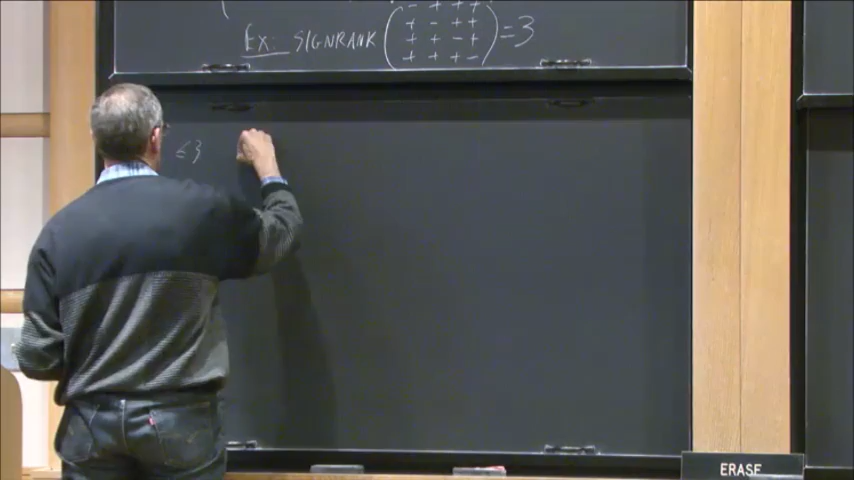 - + + +
+ - + +
Ex: SIGNRANK + + - + = 3
+ + + -
≤ 3
ERASE